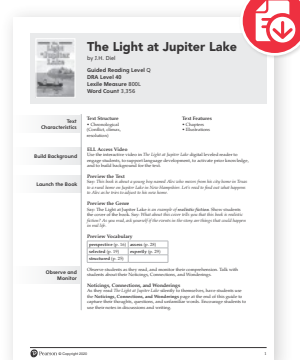 The Light at Jupiter Lake
by J.H. Diel
Guided Reading Level Q
DRA Level 40
Lexile Measure 800L
Word Count 3,356
Text
Characteristics
Text Structure
• Chronological
(Conflict, climax,
resolution)
Text Features
• Chapters
• Illustrations
Build Background
ELL Access Video
Use the interactive video in The Light at Jupiter Lake digital leveled reader to
engage students, to support language development, to activate prior knowledge,
and to build background for the text.
Launch the Book
Preview the Text
Say: This book is about a young boy named Alex who moves from his city home in Texas
to a rural home on Jupiter Lake in New Hampshire. Let's read to find out what happens
to Alex as he tries to adjust to his new home.
Preview the Genre
Say: The Light at Jupiter Lake is an example of realistic fiction. Show students
the cover of the book. Say: What about this cover tells you that this book is realistic
fiction? As you read, ask yourself if the events in the story are things that could happen
in real life.
Preview Vocabulary
perspective (p. 16)
access (p. 28)
selected (p. 19)
expertly (p. 29)
structured (p. 25)
Observe and
Monitor
Observe students as they read, and monitor their comprehension. Talk with
students about their Noticings, Connections, and Wonderings.
Noticings, Connections, and Wonderings
As they read The Light at Jupiter Lake silently to themselves, have students use
the Noticings, Connections, and Wonderings page at the end of this guide to
capture their thoughts, questions, and unfamiliar words. Encourage students to
use their notes in discussions and writing.
Pearson © Copyright 2020.
1